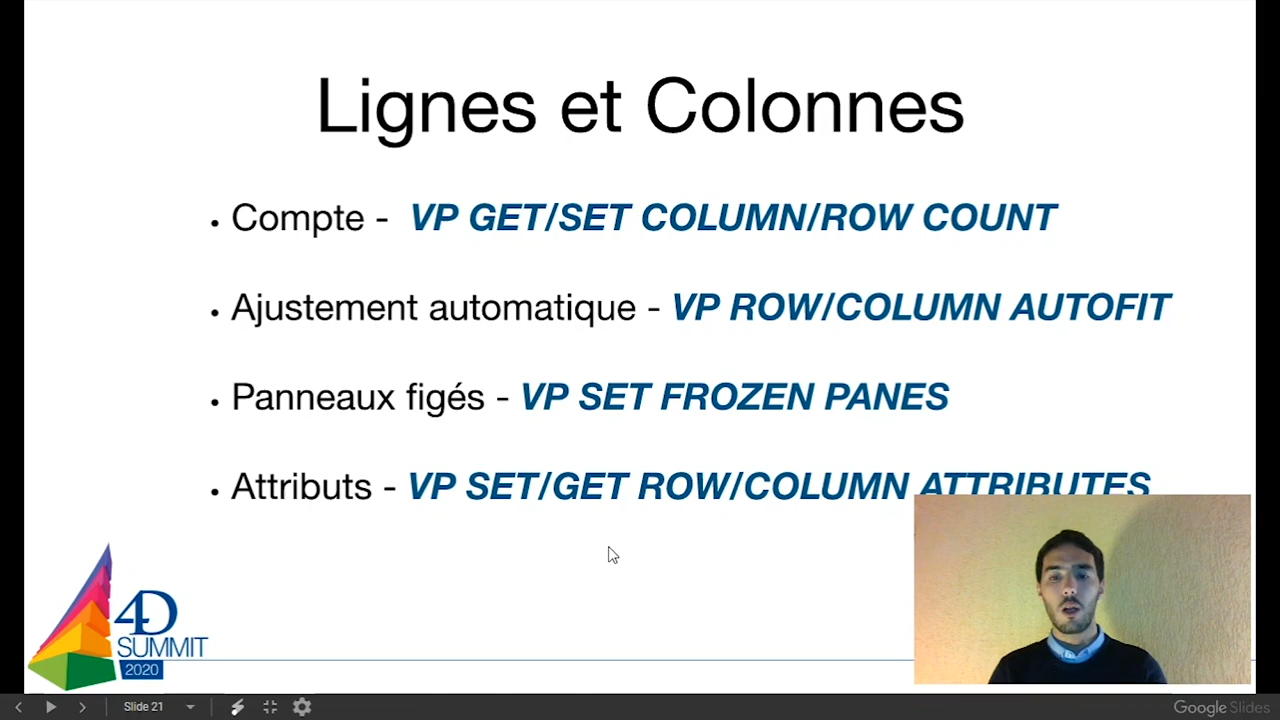 Lignes et Colonnes
• Compte - VP GET/SET COLUMN/ROW COUNT
• Ajustement automatique - VP ROW/COLUMN AUTOFIT
• Panneaux figés - VP SET FROZEN PANES
• Attributs - VP SET/GET ROW/COLUMN ATTRIBUTES
4D
SUMMIT
2020
Slide 21
Google Slides